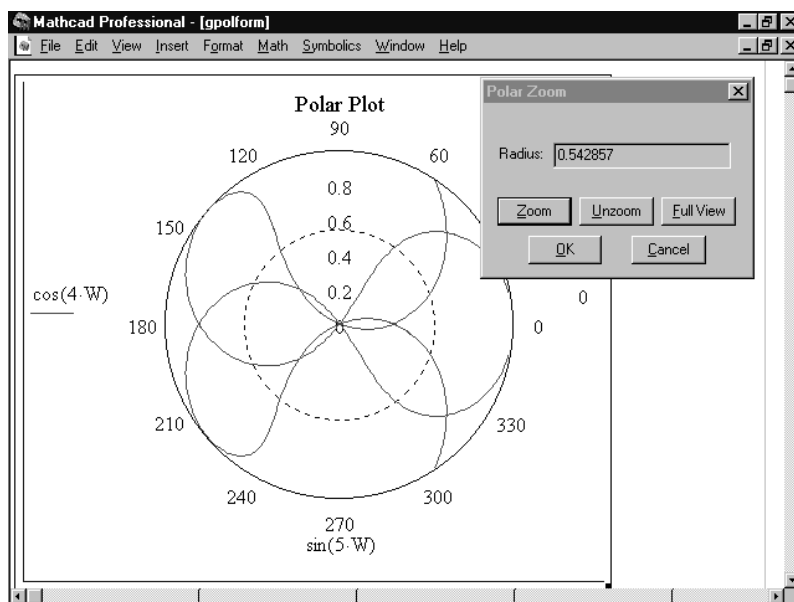 Mathcad Professional - [gpolform]
File Edit View Insert Format Math Symbolics Window Help
Polar Plot
90
120 60
0.8
150 0.6
0.4
cos(4·W) 0.2
180 0 0 0
210 330
240 300
270
sin(5·W)
Polar Zoom
Radius: 0.542857
Zoom Unzoom Full View
OK Cancel